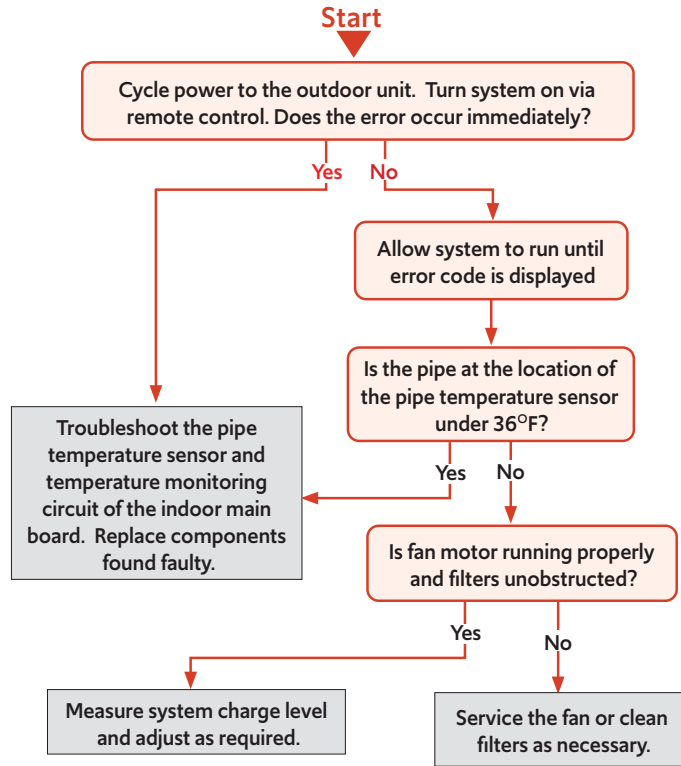 Start
Cycle power to the outdoor unit.  Turn system on via
remote control. Does the error occur immediately?
Yes
No
Allow system to run until
error code is displayed
Is the pipe at the location of
the pipe temperature sensor
under 36°F?
Troubleshoot the pipe
temperature sensor and
temperature monitoring
circuit of the indoor main
board.  Replace components
found faulty.
Yes
No
Is fan motor running properly
and filters unobstructed?
Yes
No
Measure system charge level
and adjust as required.
Service the fan or clean
filters as necessary.